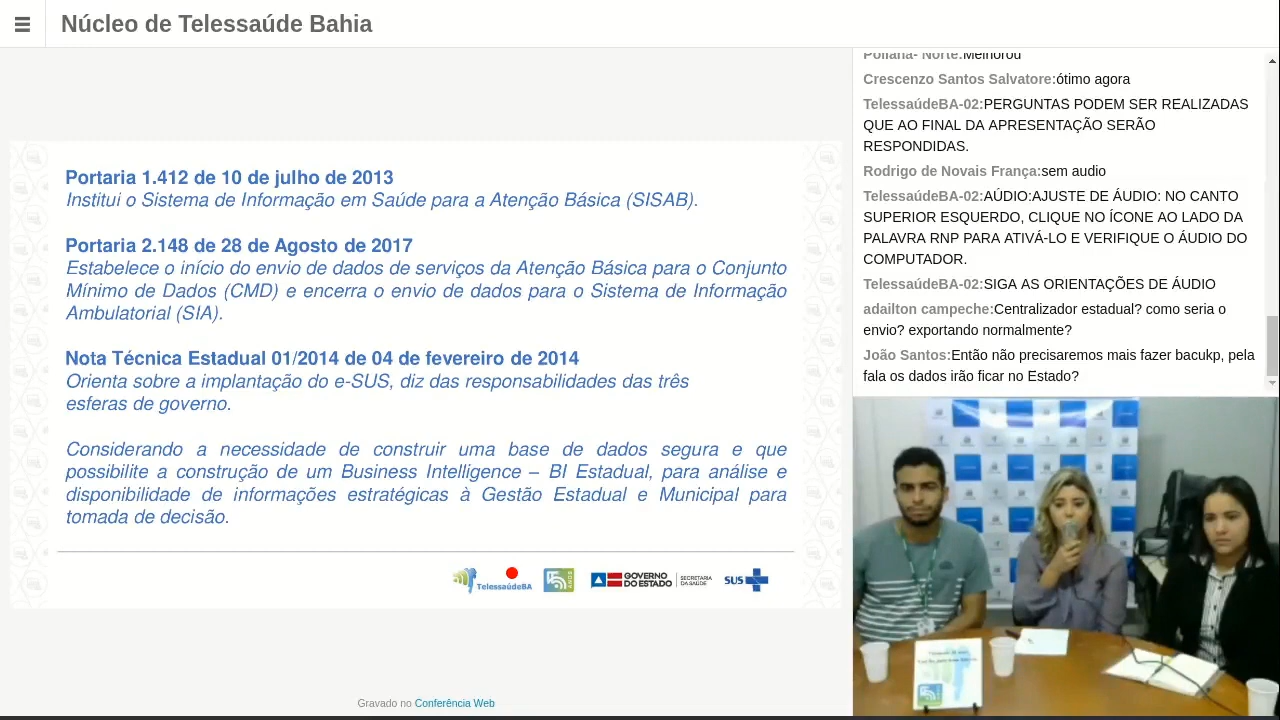 Núcleo de Telessaúde Bahia
Portaria 1.412 de 10 de julho de 2013
Institui o Sistema de Informação em Saúde para a Atenção Básica (SISAB).
Portaria 2.148 de 28 de Agosto de 2017
Estabelece o início do envio de dados de serviços da Atenção Básica para o Conjunto
Mínimo de Dados (CMD) e encerra o envio de dados para o Sistema de Informação
Ambulatorial (SIA).
Nota Técnica Estadual 01/2014 de 04 de fevereiro de 2014
Orienta sobre a implantação do e-SUS, diz das responsabilidades das três
esferas de governo.
Considerando a necessidade de construir uma base de dados segura e que
possibilite a construção de um Business Intelligence – BI Estadual, para análise e
disponibilidade de informações estratégicas à Gestão Estadual e Municipal para
tomada de decisão.
TelessaúdeBA
GOVERNO
DO ESTADO
SECRETARIA
DA SAÚDE
SUS
Gravado no Conferência Web
Poliana- Norte:Melhorou
Crescenzo Santos Salvatore:ótimo agora
TelessaúdeBA-02:PERGUNTAS PODEM SER REALIZADAS
QUE AO FINAL DA APRESENTAÇÃO SERÃO
RESPONDIDAS.
Rodrigo de Novais França:sem audio
TelessaúdeBA-02:AÚDIO:AJUSTE DE ÁUDIO: NO CANTO
SUPERIOR ESQUERDO, CLIQUE NO ÍCONE AO LADO DA
PALAVRA RNP PARA ATIVÁ-LO E VERIFIQUE O ÁUDIO DO
COMPUTADOR.
TelessaúdeBA-02:SIGA AS ORIENTAÇÕES DE ÁUDIO
adailton campeche:Centralizador estadual? como seria o
envio? exportando normalmente?
João Santos:Então não precisaremos mais fazer bacukp, pela
fala os dados irão ficar no Estado?